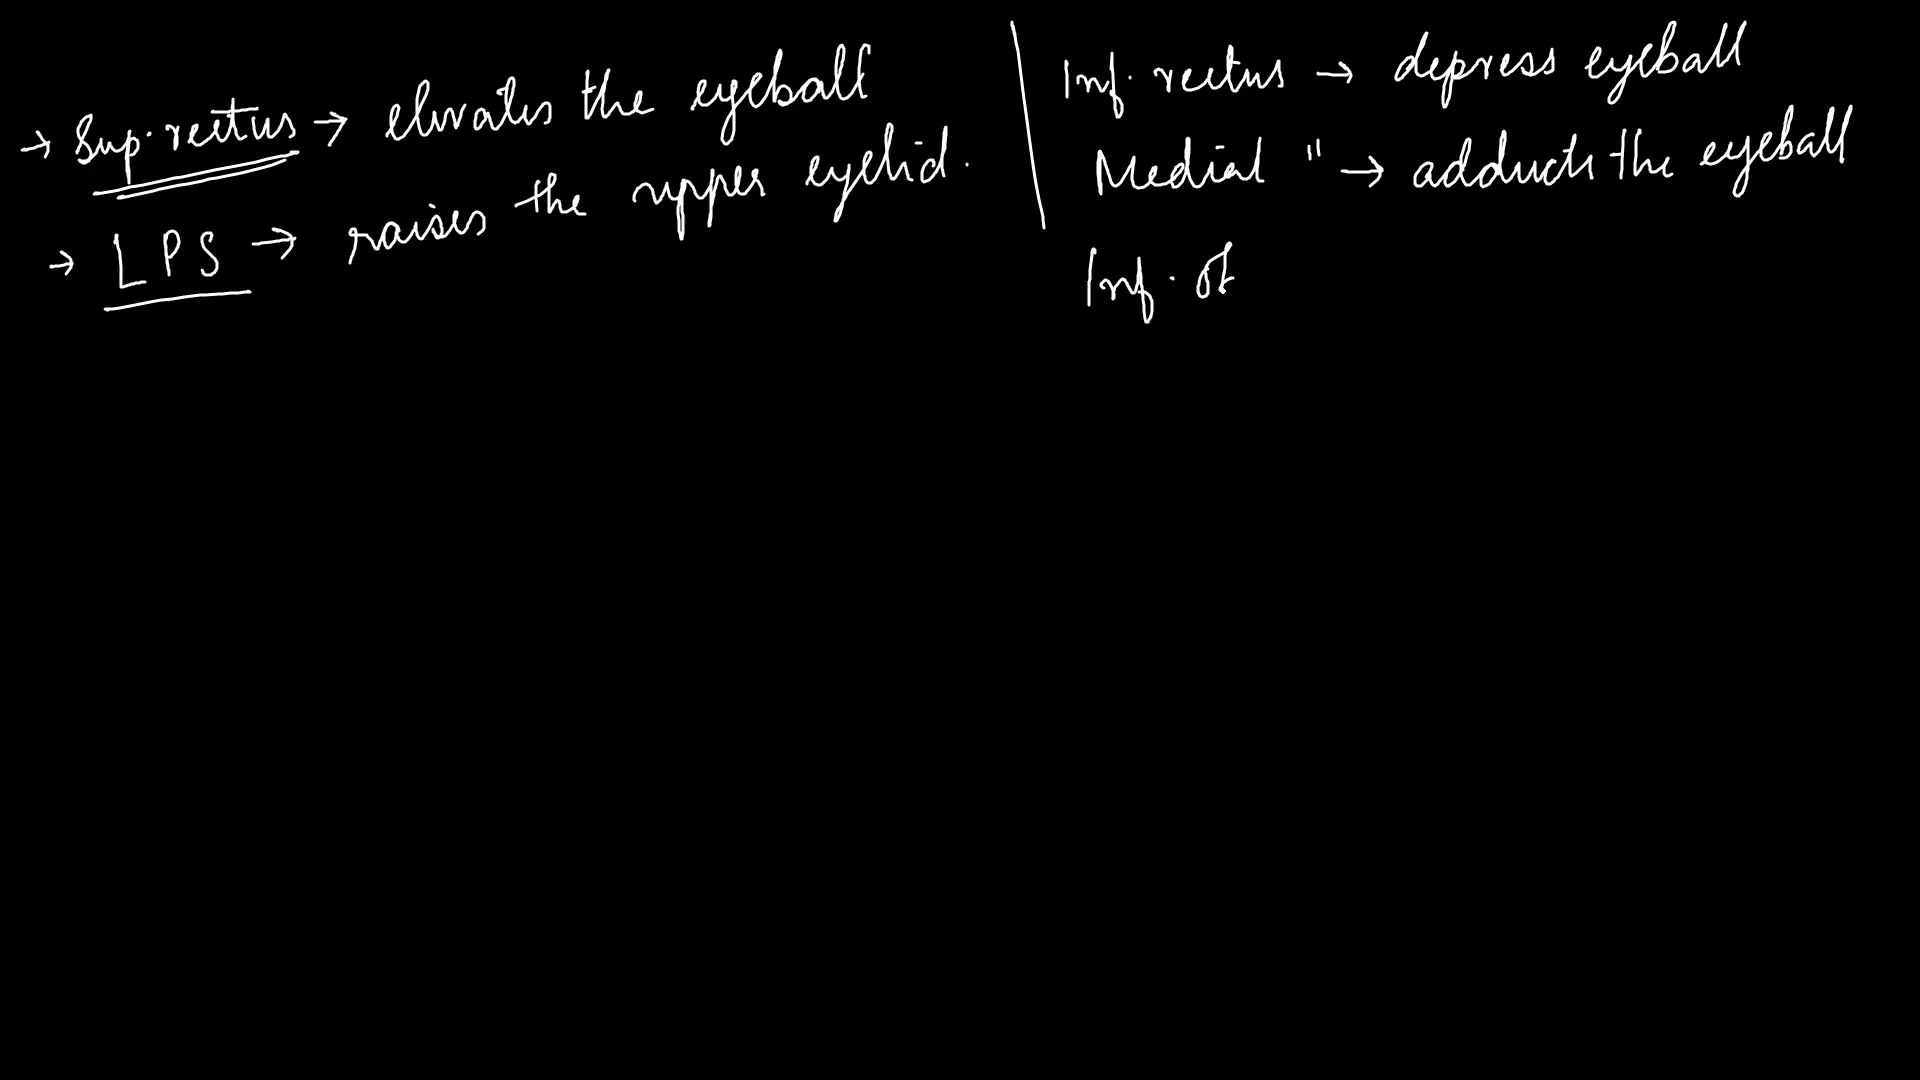 → Sup. rectus → elevates the eyeball
→ LPS → raises the upper eyelid.
Inf. rectus → depress eyeball
Medial " → adducts the eyeball
Inf.